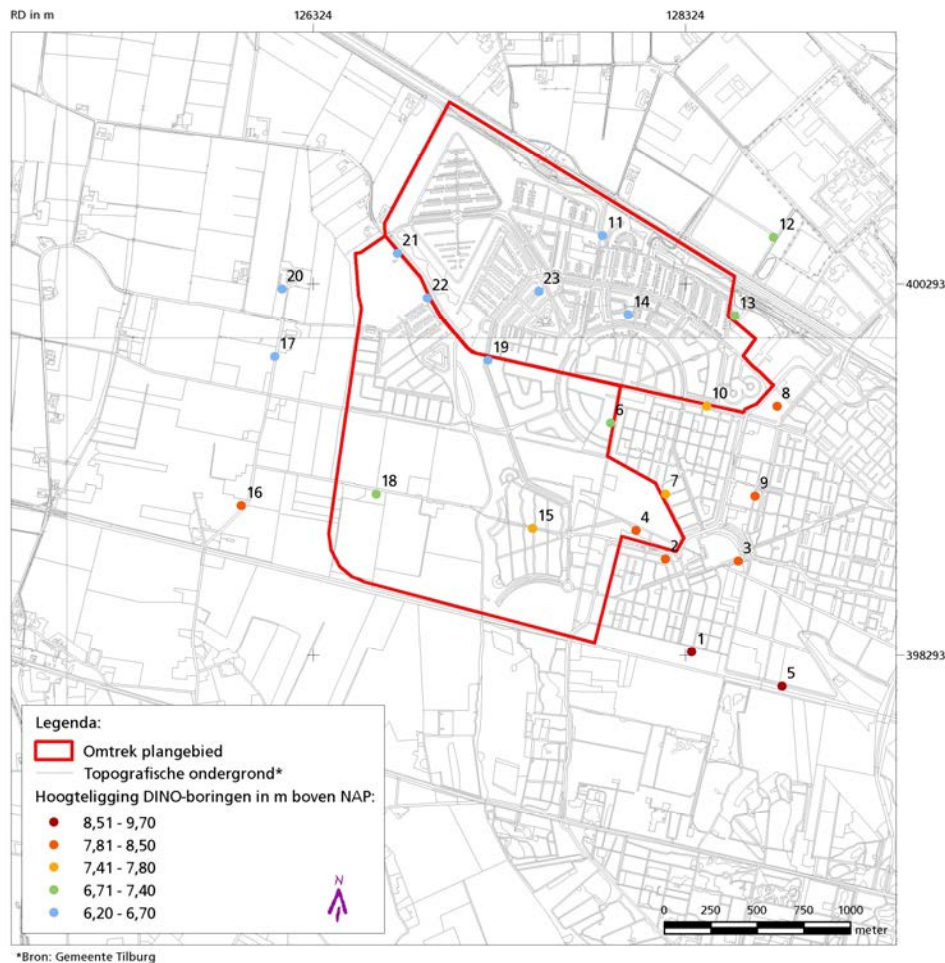 RD in m
126324
128324
12
11
21
20
23
400293
22
14
13
17
19
10
8
6
18
7
9
16
15
4
2
3
1
398293
5
Legenda:
Omtrek plangebied
Topografische ondergrond*
Hoogteligging DINO-boringen in m boven NAP:
8,51 - 9,70
7,81 - 8,50
7,41 - 7,80
6,71 - 7,40
6,20 - 6,70
N
0 250 500 750 1000
meter
*Bron: Gemeente Tilburg